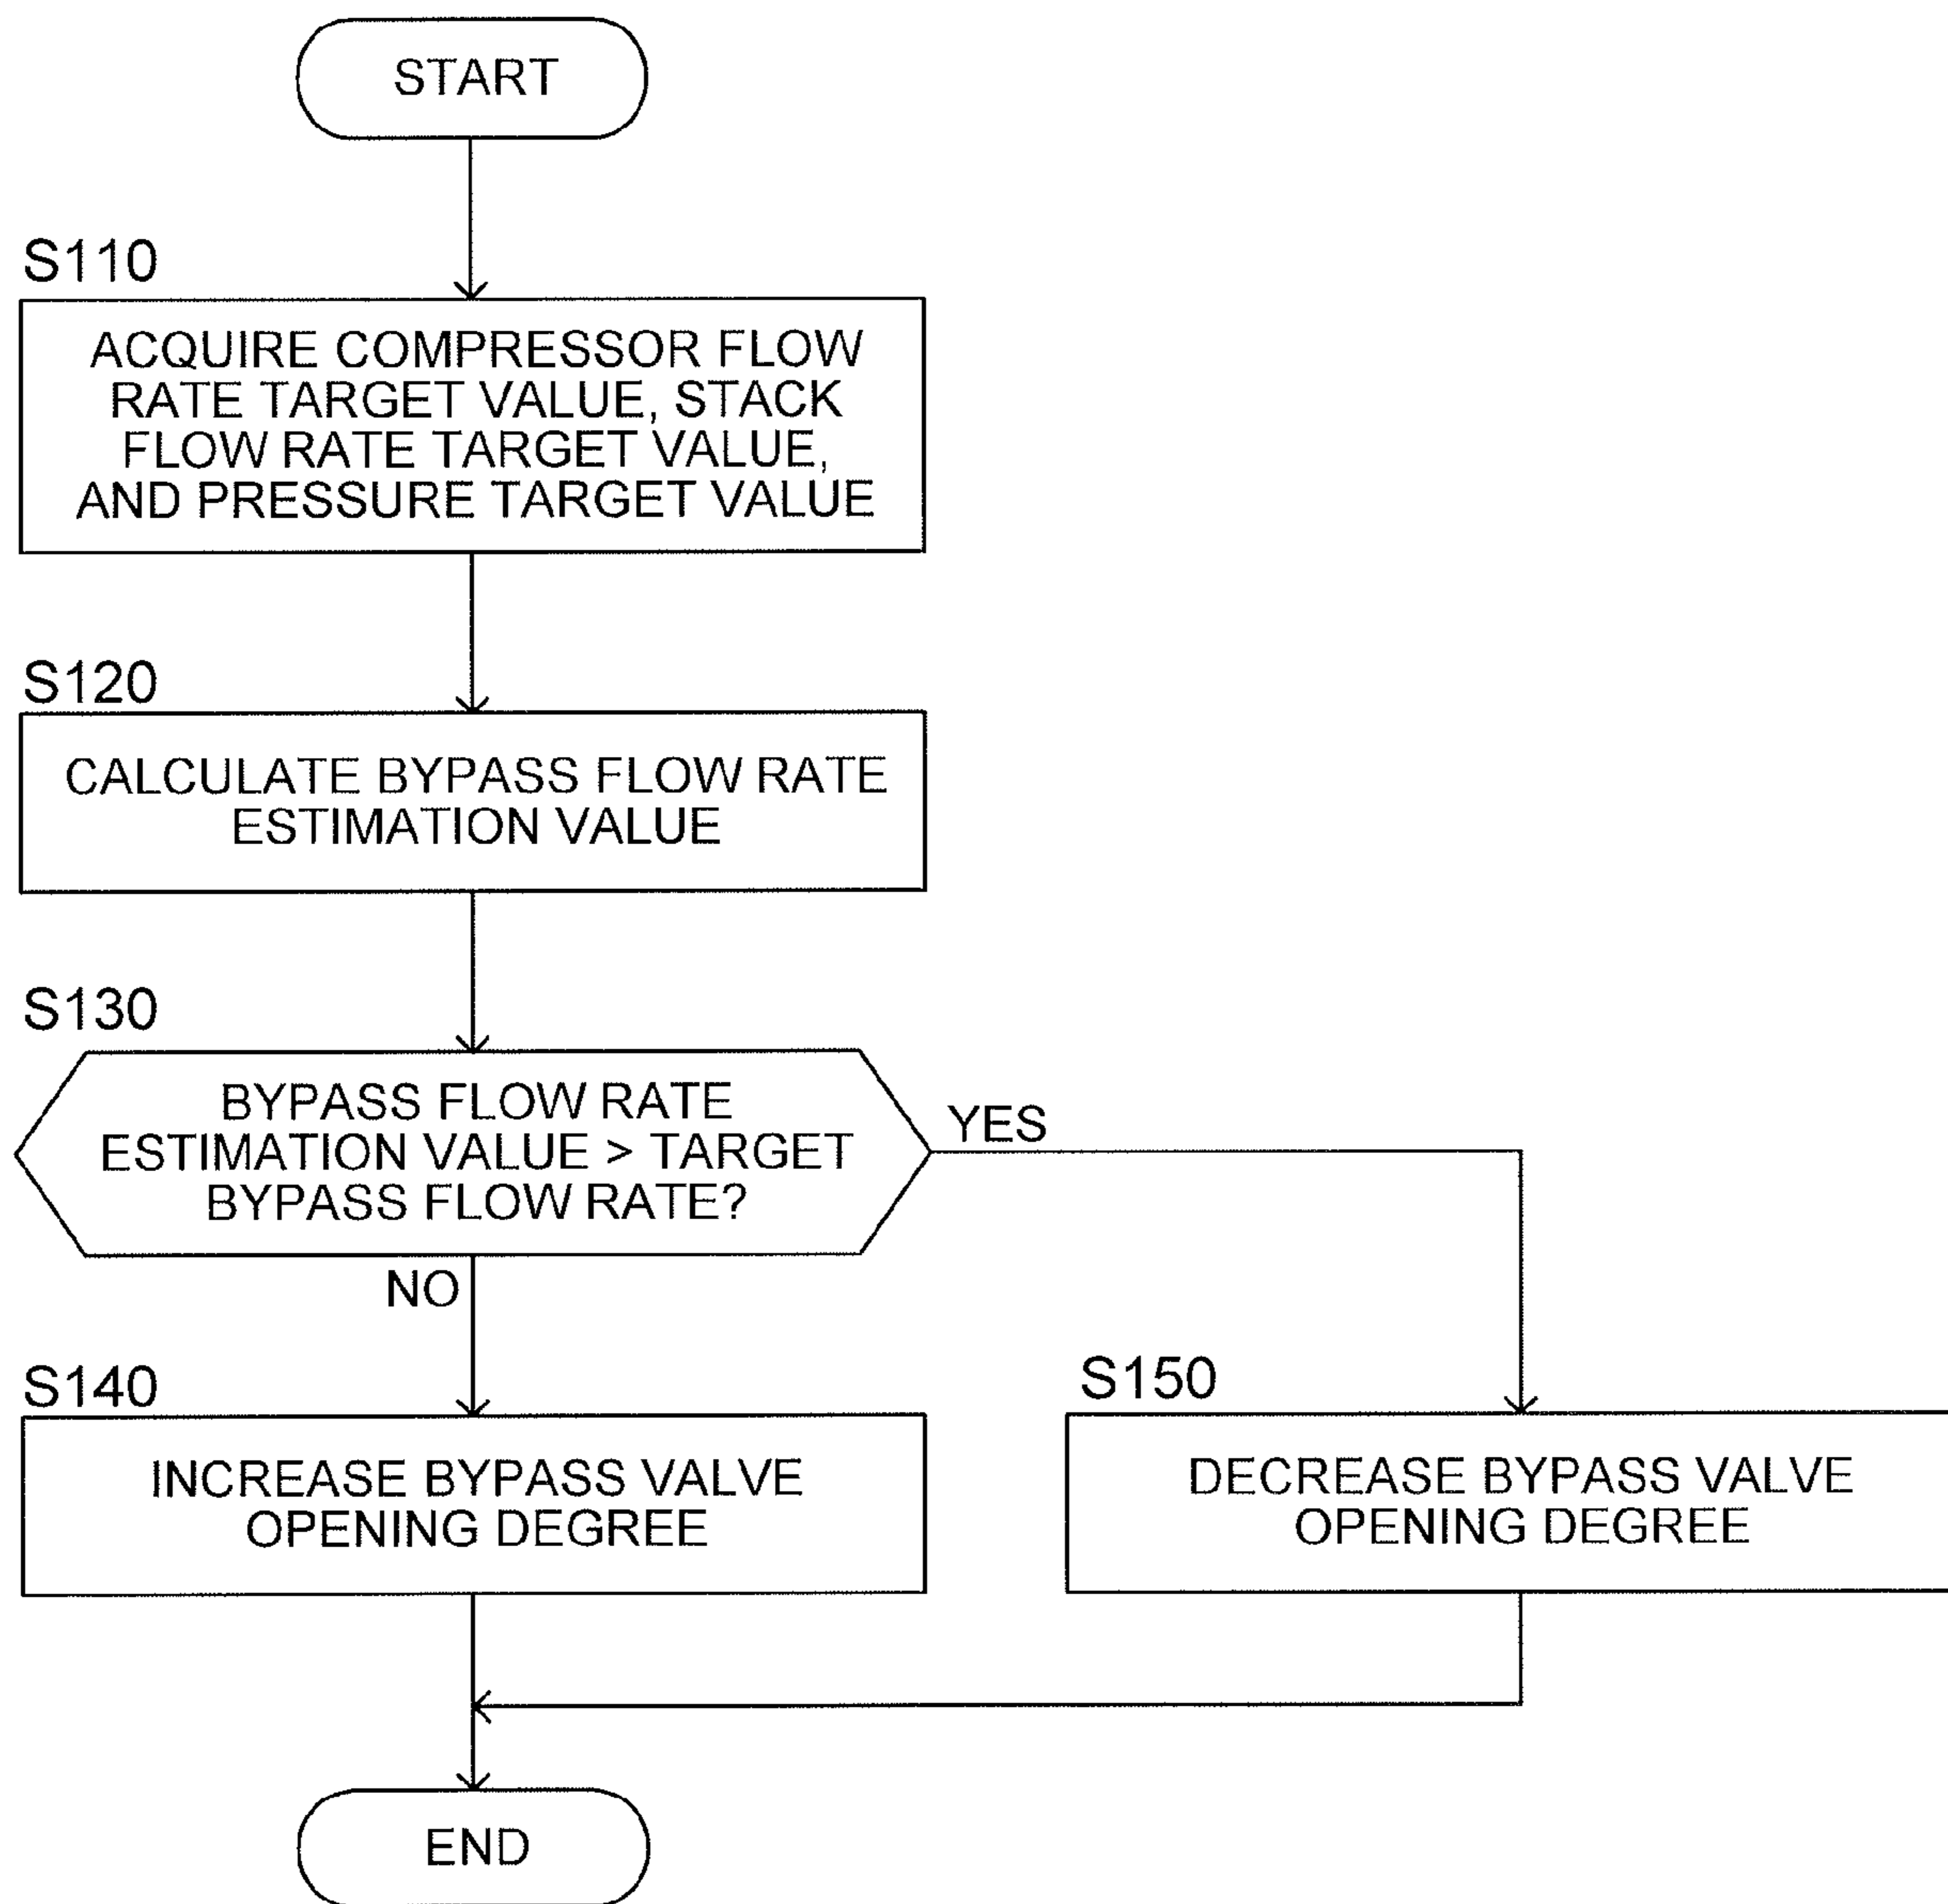 START
S110
ACQUIRE COMPRESSOR FLOW
RATE TARGET VALUE, STACK
FLOW RATE TARGET VALUE,
AND PRESSURE TARGET VALUE
S120
CALCULATE BYPASS FLOW RATE
ESTIMATION VALUE
S130
BYPASS FLOW RATE
ESTIMATION VALUE > TARGET
BYPASS FLOW RATE?
YES
NO
S140
INCREASE BYPASS VALVE
OPENING DEGREE
S150
DECREASE BYPASS VALVE
OPENING DEGREE
END